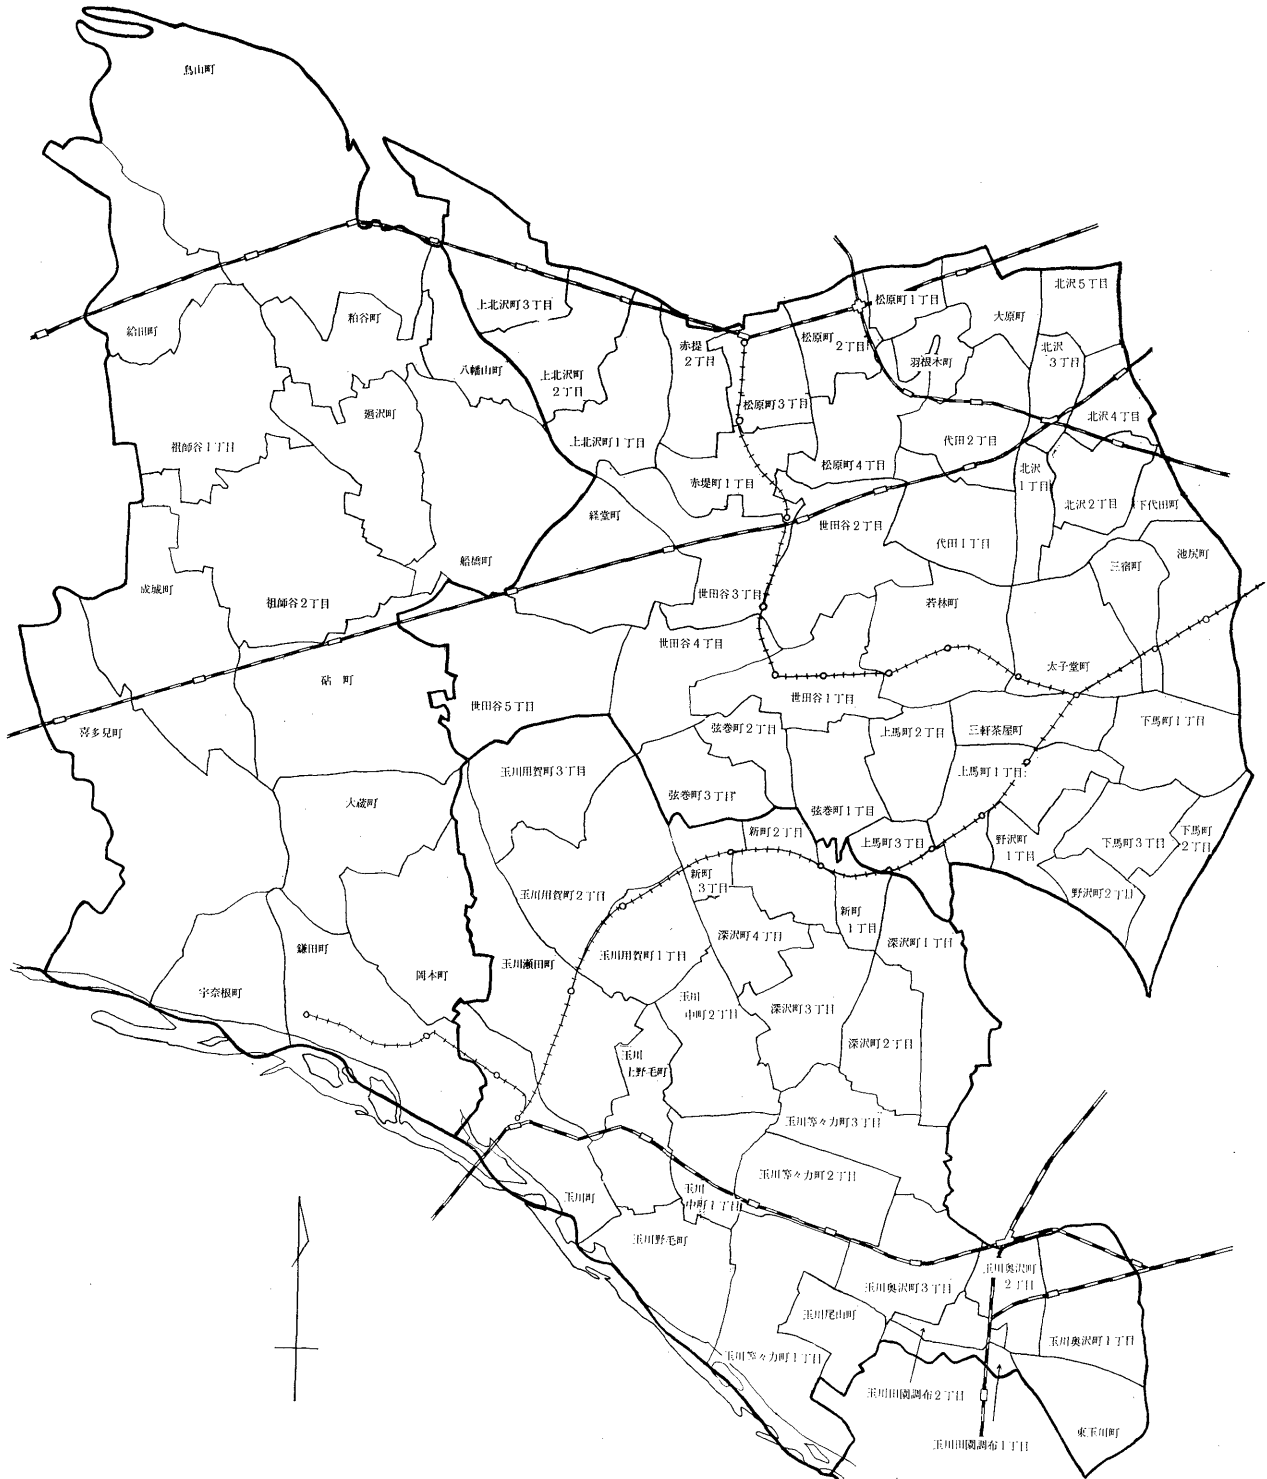 烏山町
給田町
粕谷町
上北沢町3丁目
八幡山町
上北沢町
2丁目
赤堤
2丁目
松原町
2丁目
松原町1丁目
羽根木町
大原町
北沢5丁目
北沢
3丁目
北沢4丁目
廻沢町
祖師谷1丁目
上北沢町1丁目
松原町3丁目
松原町4丁目
代田2丁目
北沢
1丁目
赤堤町1丁目
経堂町
世田谷2丁目
代田1丁目
北沢2丁目
下代田町
池尻町
三宿町
船橋町
成城町
祖師谷2丁目
世田谷3丁目
若林町
世田谷4丁目
太子堂町
砧町
世田谷5丁目
世田谷1丁目
喜多見町
弦巻町2丁目
上馬町2丁目
三軒茶屋町
下馬町1丁目
玉川用賀町3丁目
上馬町1丁目
大蔵町
弦巻町3丁目
弦巻町1丁目
新町2丁目
上馬町3丁目
野沢町
1丁目
下馬町3丁目
下馬町
2丁目
玉川用賀町2丁目
新町
3丁目
野沢町2丁目
新町
1丁目
深沢町4丁目
深沢町1丁目
鎌田町
玉川瀬田町
玉川用賀町1丁目
岡本町
宇奈根町
玉川
中町2丁目
深沢町3丁目
深沢町2丁目
玉川
上野毛町
玉川等々力町3丁目
玉川等々力町2丁目
玉川町
玉川
中町1丁目
玉川野毛町
玉川奥沢町
2丁目
玉川奥沢町3丁目
玉川尾山町
玉川奥沢町1丁目
玉川等々力町1丁目
玉川田園調布2丁目
東玉川町
玉川田園調布1丁目